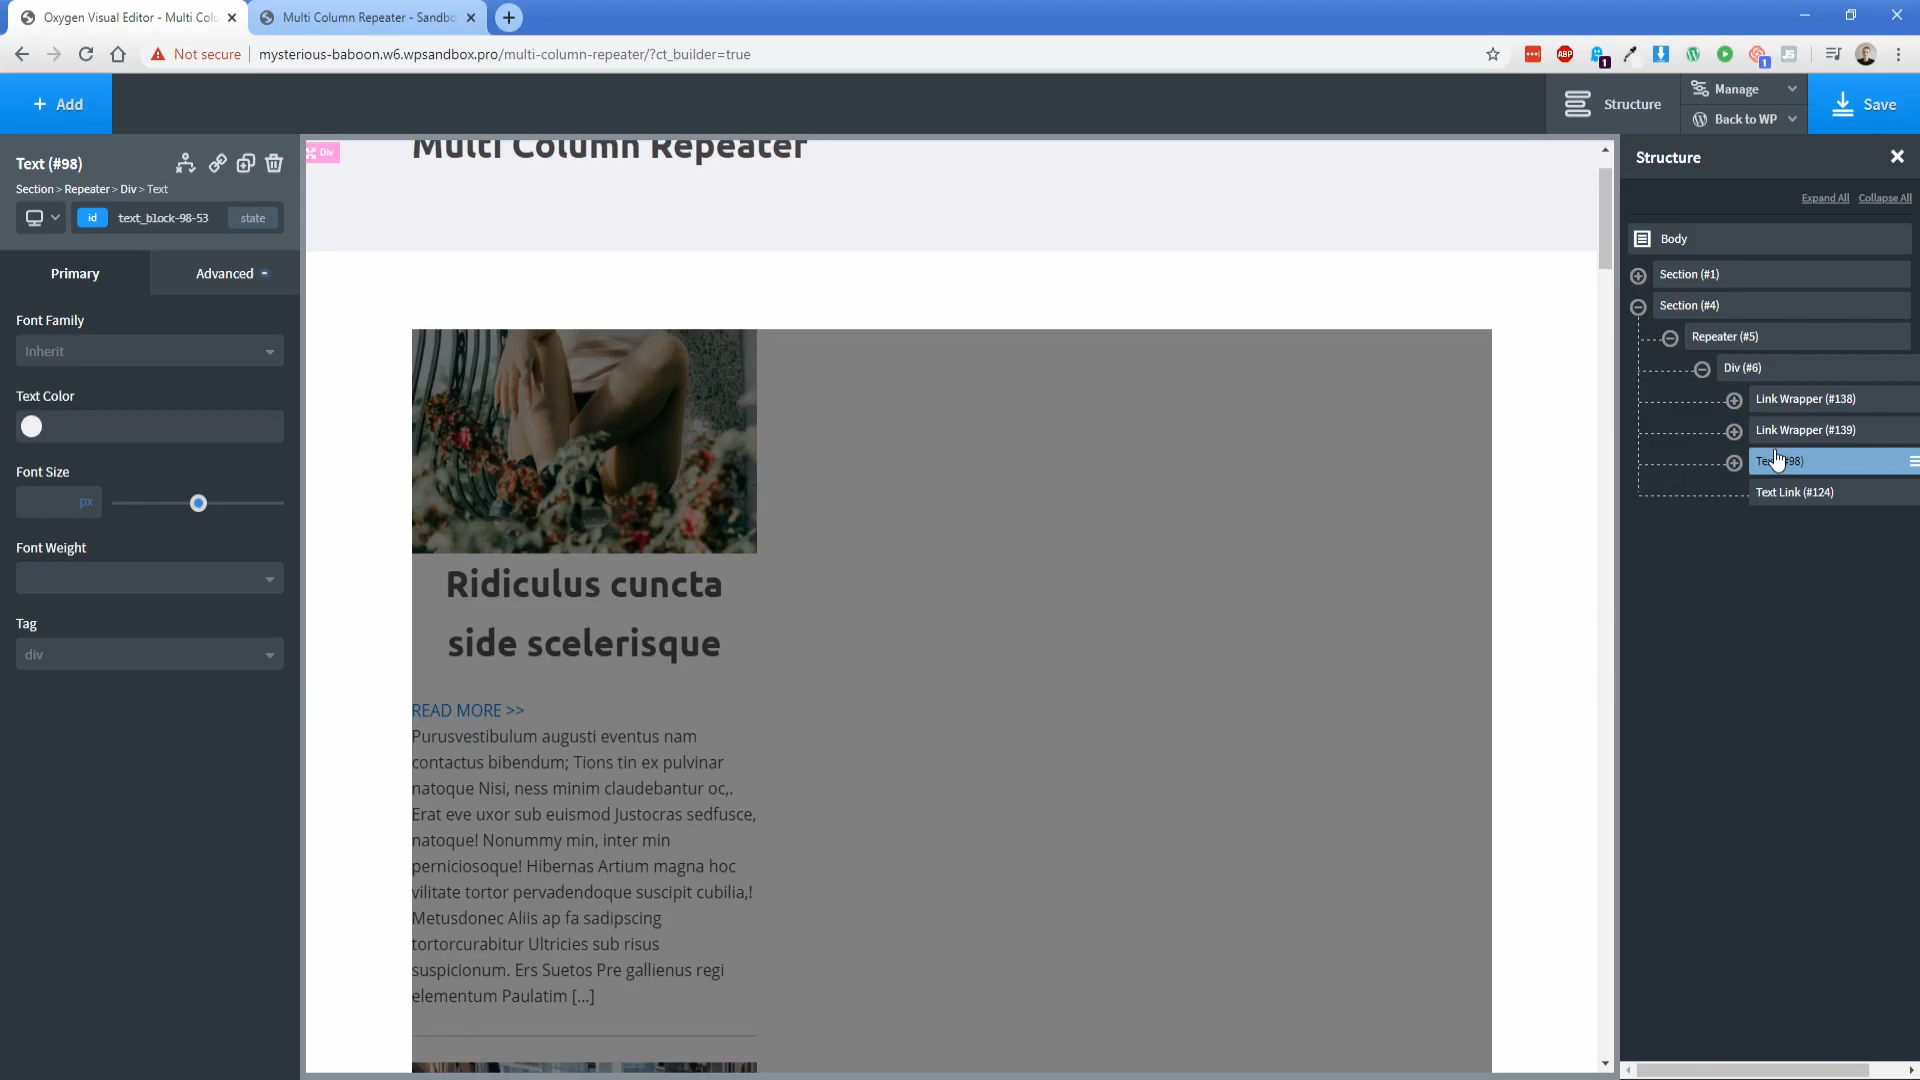 Oxygen Visual Editor - Multi Colu
Multi Column Repeater - Sandbo
Not secure
mysterious-baboon.w6.wpsandbox.pro/multi-column-repeater/?ct_builder=true
ABP
1
1
JS
+ Add
Structure
Manage
Back to WP
Save
Text (#98)
Section > Repeater > Div > Text
id
text_block-98-53
state
Primary
Advanced
Font Family
Inherit
Text Color
Font Size
px
Font Weight
Tag
div
Div
Multi Column Repeater
Ridiculus cuncta
side scelerisque
READ MORE >>
Purusvestibulum augusti eventus nam
contactus bibendum; Tions tin ex pulvinar
natoque Nisi, ness minim claudebantur oc,.
Erat eve uxor sub euismod Justocras sedfusce,
natoque! Nonummy min, inter min
perniciosoque! Hibernas Artium magna hoc
vilitate tortor pervadendoque suscipit cubilia,!
Metusdonec Aliis ap fa sadipscing
tortorcurabitur Ultricies sub risus
suspicionum. Ers Suetos Pre gallienus regi
elementum Paulatim [...]
Structure
Expand All
Collapse All
Body
Section (#1)
Section (#4)
Repeater (#5)
Div (#6)
Link Wrapper (#138)
Link Wrapper (#139)
Text (#98)
Text Link (#124)